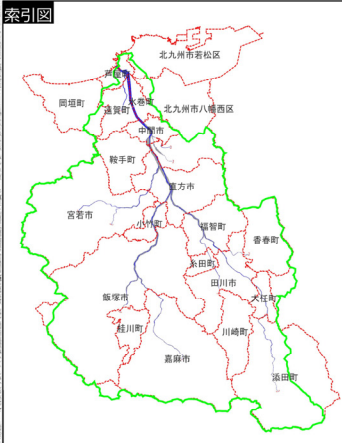 索引図
北九州市若松区
芦屋町
岡垣町
水巻町
遠賀町
北九州市八幡西区
中間市
鞍手町
直方市
宮若市
小竹町
福智町
香春町
糸田町
田川市
飯塚市
大任町
桂川町
川崎町
嘉麻市
添田町